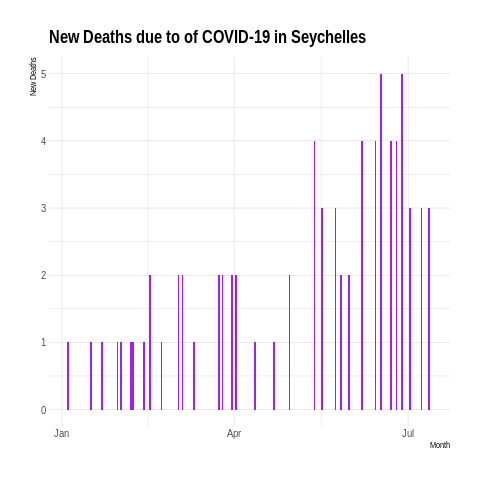 New Deaths due to of COVID-19 in Seychelles
New Deaths
5
4
3
2
1
0
Jan
Apr
Jul
Month